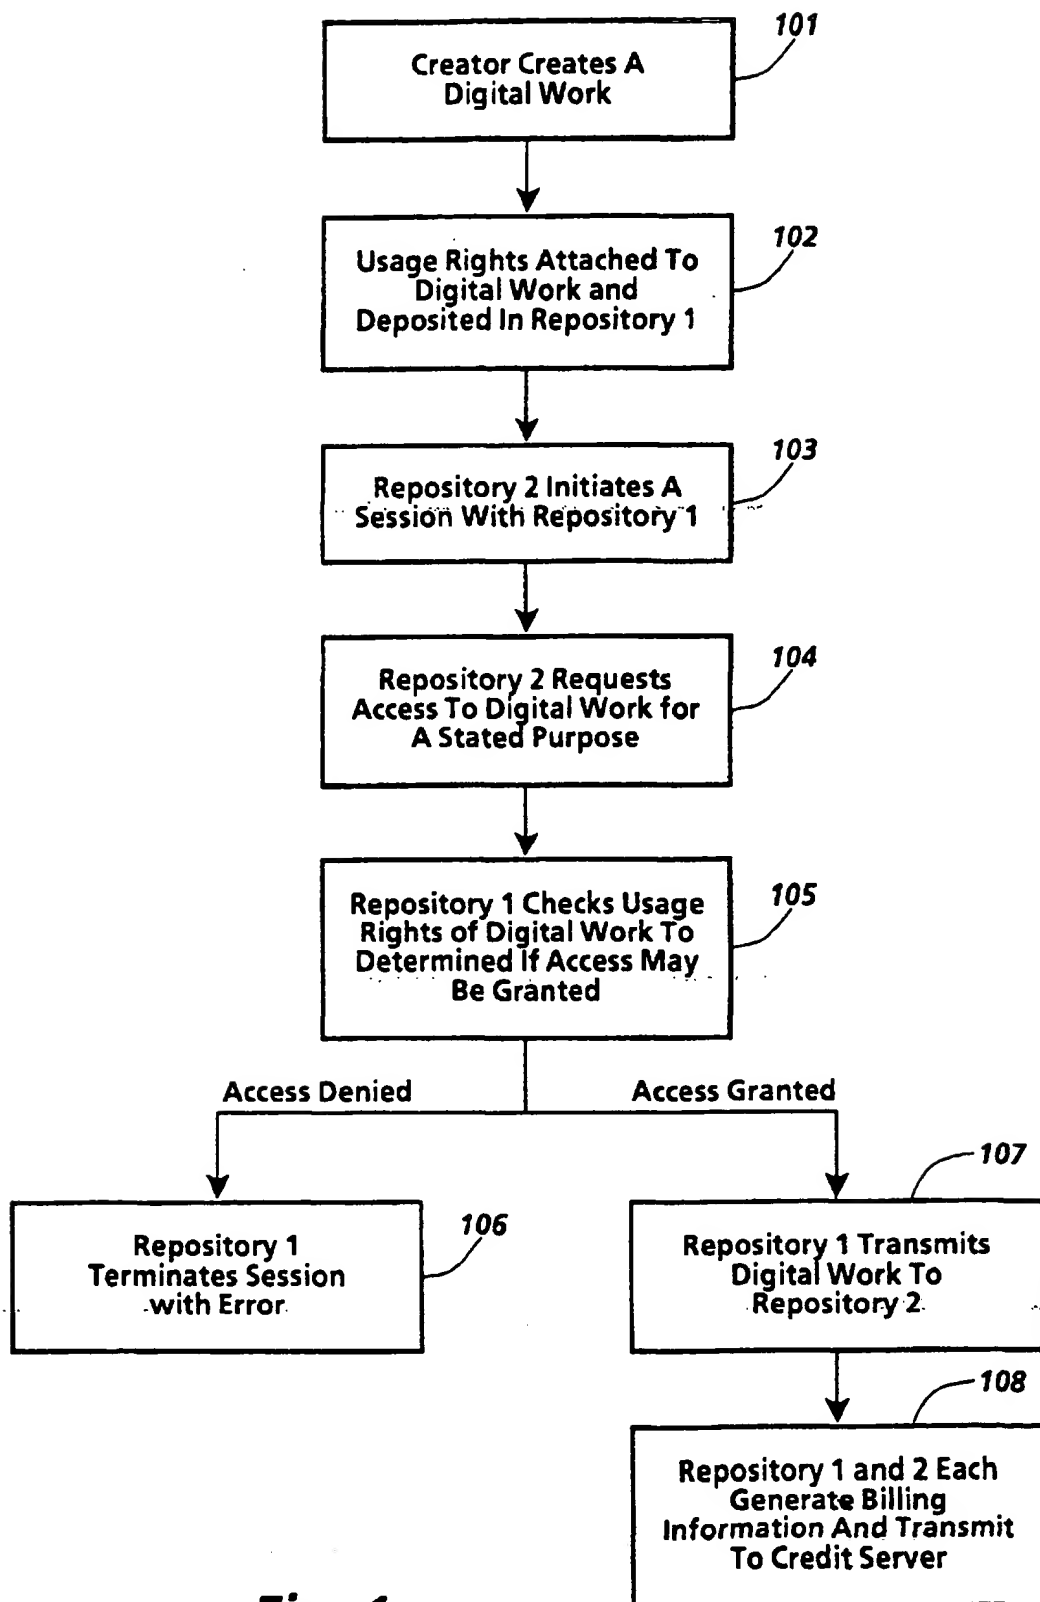 101
Creator Creates A
Digital Work
102
Usage Rights Attached To
Digital Work and
Deposited In Repository 1
103
Repository 2 Initiates A
Session With Repository 1
104
Repository 2 Requests
Access To Digital Work for
A Stated Purpose
105
Repository 1 Checks Usage
Rights of Digital Work To
Determined If Access May
Be Granted
Access Denied
Access Granted
106
Repository 1
Terminates Session
with Error
107
Repository 1 Transmits
Digital Work To
Repository 2
108
Repository 1 and 2 Each
Generate Billing
Information And Transmit
To Credit Server